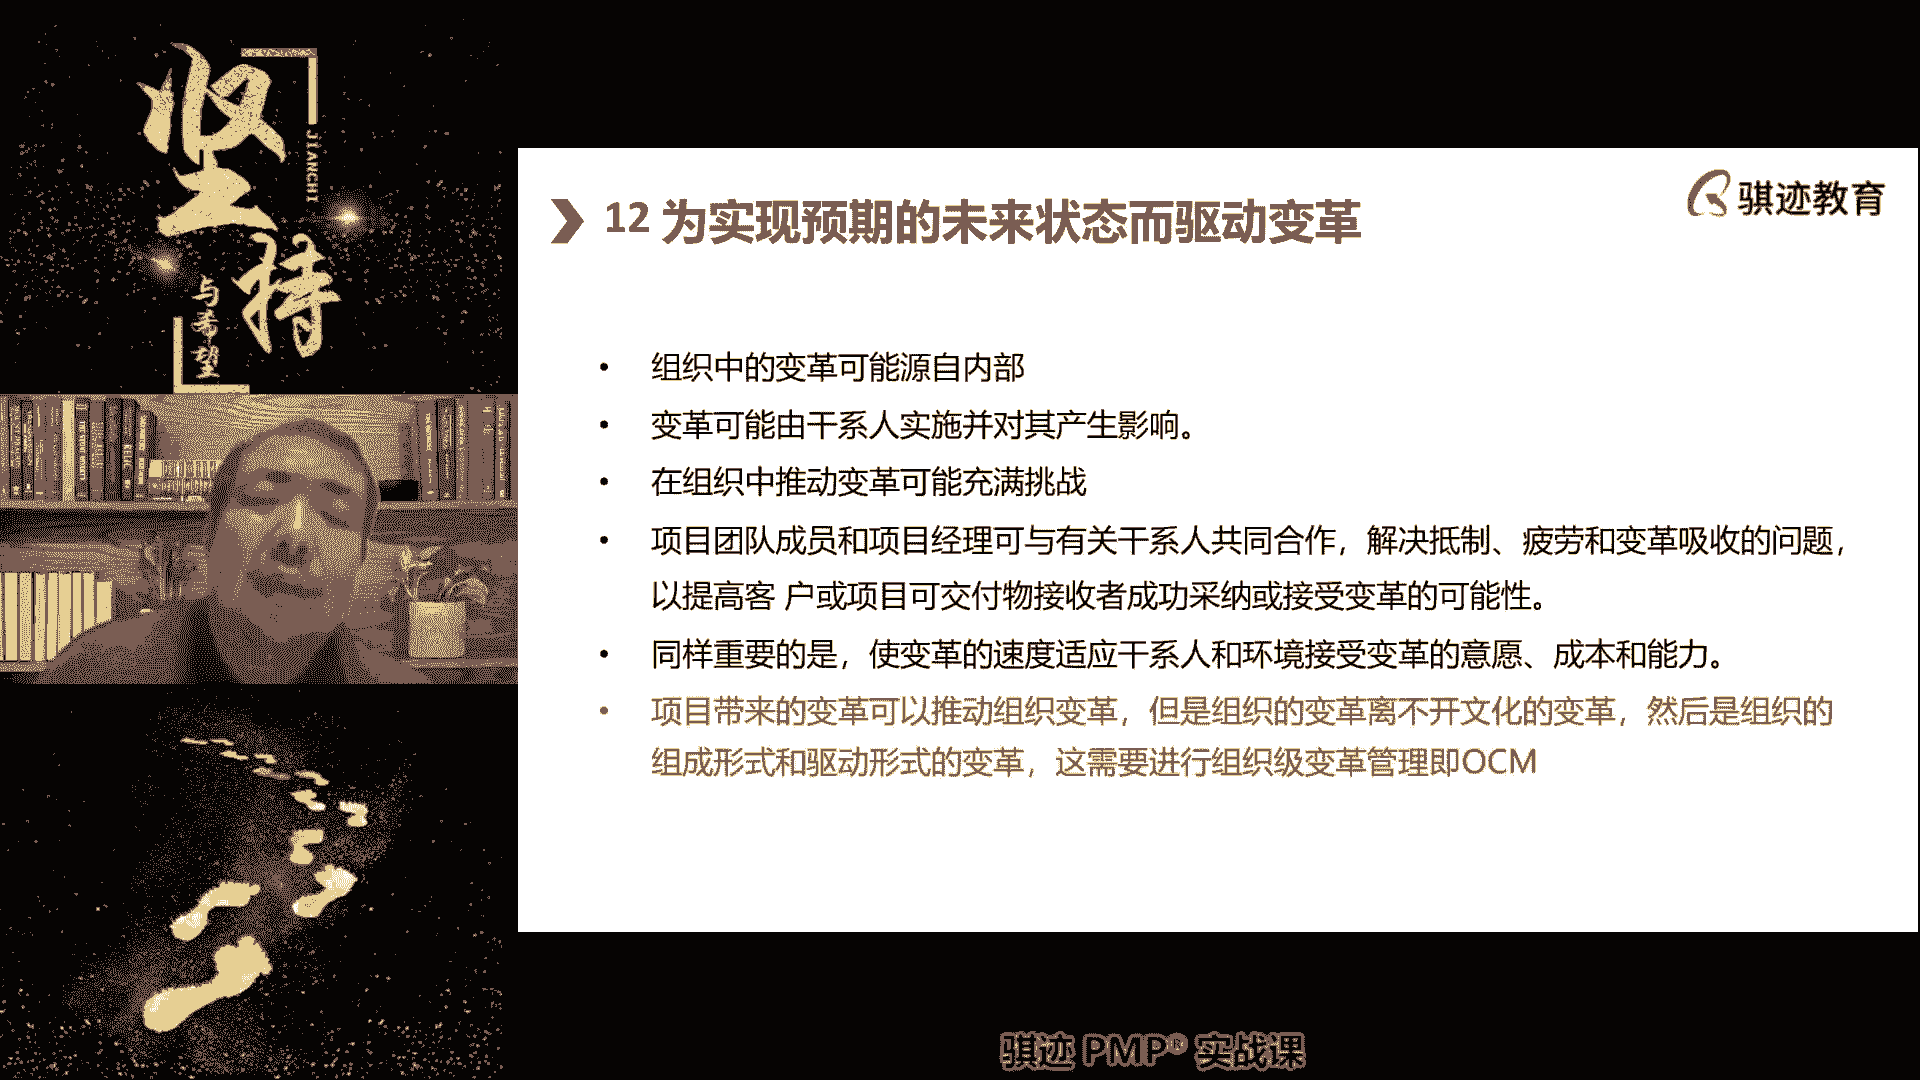 坚持
JIANCHI
与希望
骐迹教育
12 为实现预期的未来状态而驱动变革
• 组织中的变革可能源自内部
• 变革可能由干系人实施并对其产生影响。
• 在组织中推动变革可能充满挑战
• 项目团队成员和项目经理可与有关干系人共同合作，解决抵制、疲劳和变革吸收的问题，
以提高客 户或项目可交付物接收者成功采纳或接受变革的可能性。
• 同样重要的是，使变革的速度适应干系人和环境接受变革的意愿、成本和能力。
• 项目带来的变革可以推动组织变革，但是组织的变革离不开文化的变革，然后是组织的
组成形式和驱动形式的变革，这需要进行组织级变革管理即OCM
骐迹 PMP® 实战课